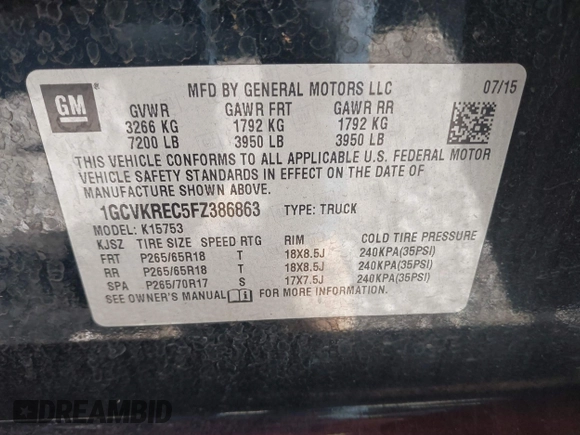 GM
MFD BY GENERAL MOTORS LLC 07/15
GVWR GAWR FRT GAWR RR
3266 KG 1792 KG 1792 KG
7200 LB 3950 LB 3950 LB
THIS VEHICLE CONFORMS TO ALL APPLICABLE U.S. FEDERAL MOTOR
VEHICLE SAFETY STANDARDS IN EFFECT ON THE DATE OF
MANUFACTURE SHOWN ABOVE.
1GCVKREC5FZ386863 TYPE: TRUCK
MODEL: K15753
KJSZ TIRE SIZE SPEED RTG RIM COLD TIRE PRESSURE
FRT P265/65R18 T 18X8.5J 240KPA(35PSI)
RR P265/65R18 T 18X8.5J 240KPA(35PSI)
SPA P265/70R17 S 17X7.5J 240KPA(35PSI)
SEE OWNER'S MANUAL FOR MORE INFORMATION.
DREAMBID